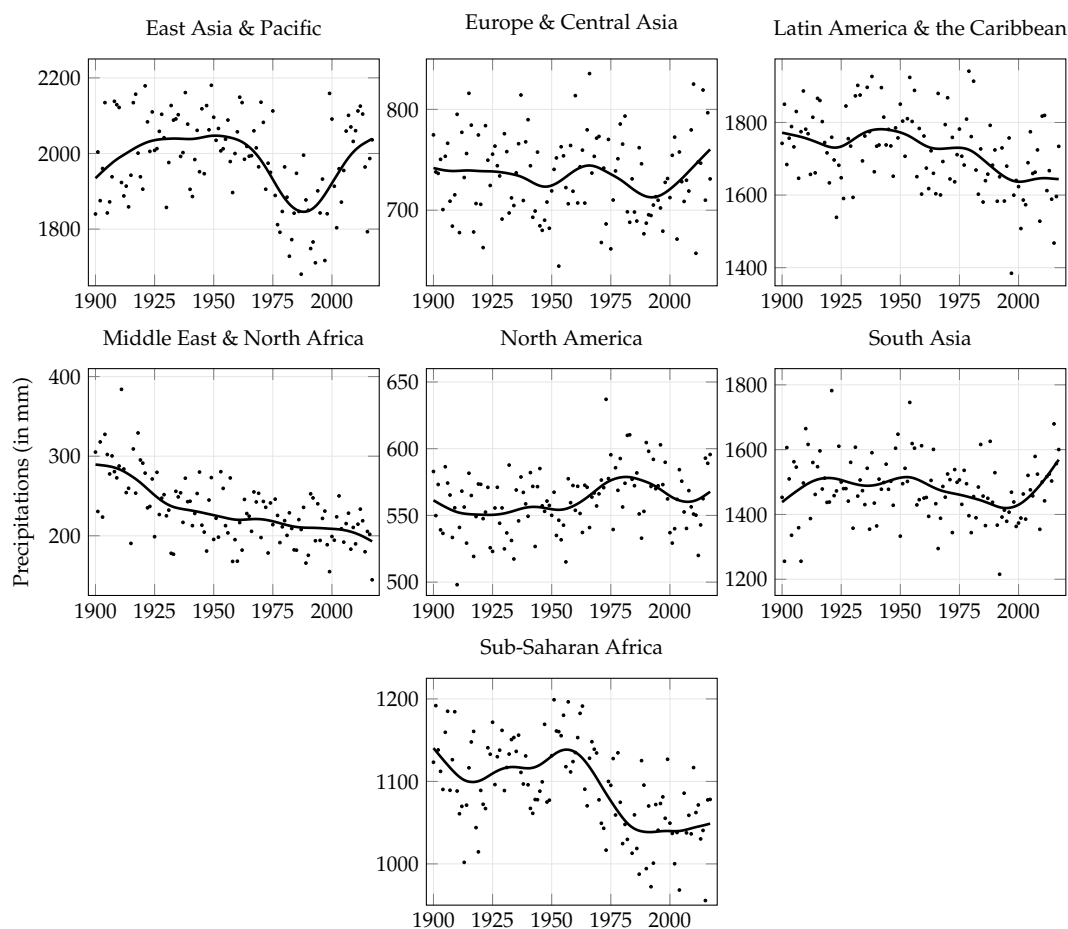 East Asia & Pacific
Europe & Central Asia
Latin America & the Caribbean
2200
2000
1800
1900 1925 1950 1975 2000
800
700
1900 1925 1950 1975 2000
1800
1600
1400
1900 1925 1950 1975 2000
Middle East & North Africa
North America
South Asia
Precipitations (in mm)
400
300
200
1900 1925 1950 1975 2000
650
600
550
500
1900 1925 1950 1975 2000
1800
1600
1400
1200
1900 1925 1950 1975 2000
Sub-Saharan Africa
1200
1100
1000
1900 1925 1950 1975 2000